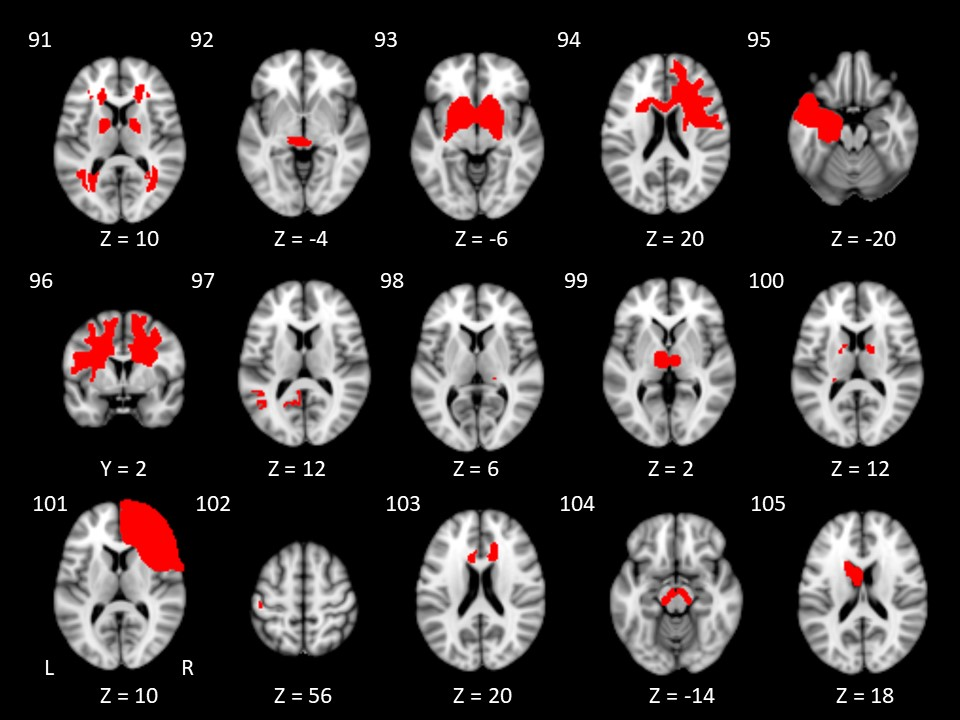 91 92 93 94 95
Z = 10 Z = -4 Z = -6 Z = 20 Z = -20
96 97 98 99 100
Y = 2 Z = 12 Z = 6 Z = 2 Z = 12
101 102 103 104 105
L R
Z = 10 Z = 56 Z = 20 Z = -14 Z = 18